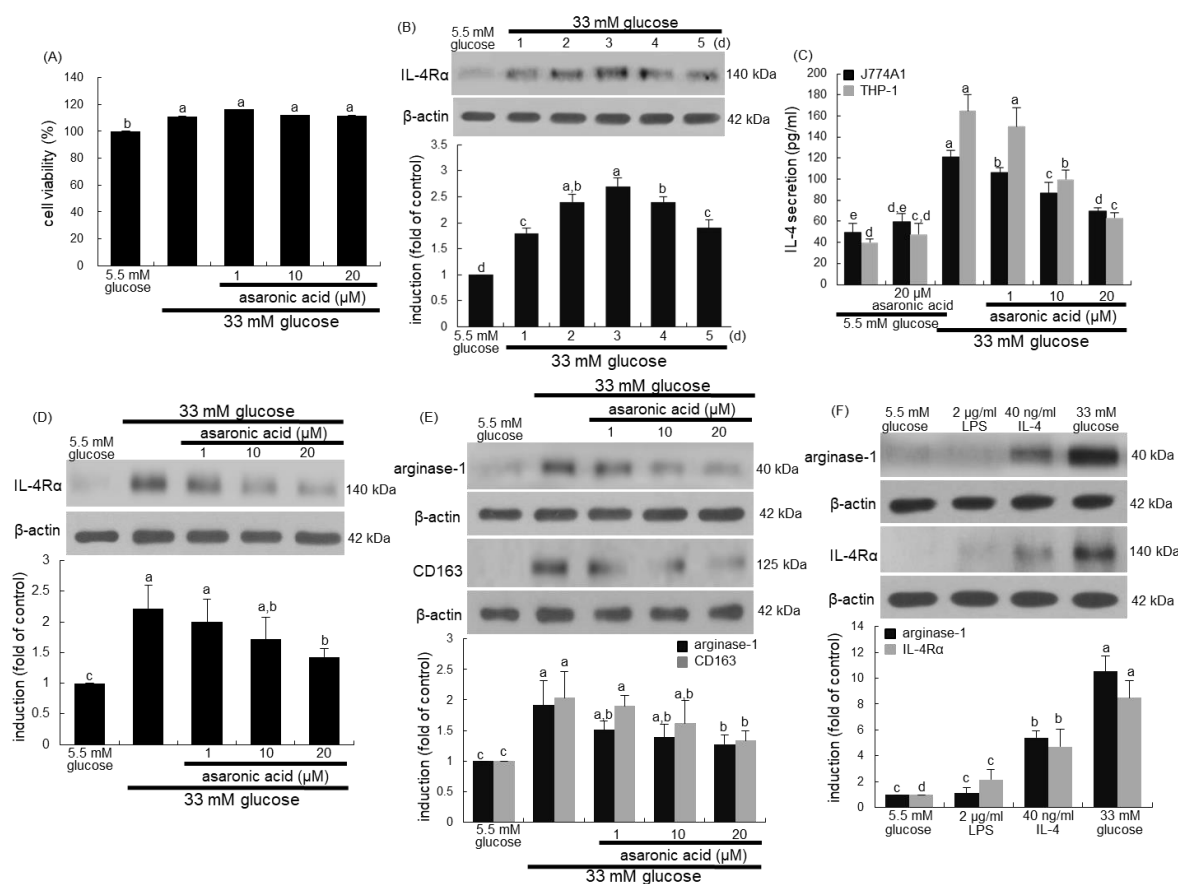 (A)
cell viability (%)
140
120
100
80
60
40
20
0
b a a a a
5.5 mM
glucose
1 10 20
asaronic acid (μM)
33 mM glucose
(B)
5.5 mM
glucose
33 mM glucose
1 2 3 4 5 (d)
IL-4Rα 140 kDa
β-actin 42 kDa
induction (fold of control)
3
2.5
2
1.5
1
0.5
0
d c a,b a b c
5.5 mM
glucose
1 2 3 4 5 (d)
33 mM glucose
(C)
J774A1
THP-1
IL-4 secretion (pg/ml)
200
180
160
140
120
100
80
60
40
20
0
e d d,e c,d a a b a c b d c
20 μM
asaronic acid
5.5 mM glucose
1 10 20
asaronic acid (μM)
33 mM glucose
(D)
33 mM glucose
asaronic acid (μM)
5.5 mM
glucose
1 10 20
IL-4Rα 140 kDa
β-actin 42 kDa
induction (fold of control)
3
2.5
2
1.5
1
0.5
0
c a a a,b b
5.5 mM
glucose
1 10 20
asaronic acid (μM)
33 mM glucose
(E)
33 mM glucose
asaronic acid (μM)
5.5 mM
glucose
1 10 20
arginase-1 40 kDa
β-actin 42 kDa
CD163 125 kDa
β-actin 42 kDa
arginase-1
CD163
induction (fold of control)
3
2.5
2
1.5
1
0.5
0
c c a a a,b a a,b a,b b b
5.5 mM
glucose
1 10 20
asaronic acid (μM)
33 mM glucose
(F)
5.5 mM
glucose
2 μg/ml
LPS
40 ng/ml
IL-4
33 mM
glucose
arginase-1 40 kDa
β-actin 42 kDa
IL-4Rα 140 kDa
β-actin 42 kDa
arginase-1
IL-4Rα
induction (fold of control)
14
12
10
8
6
4
2
0
c d c c b b a a
5.5 mM
glucose
2 μg/ml
LPS
40 ng/ml
IL-4
33 mM
glucose